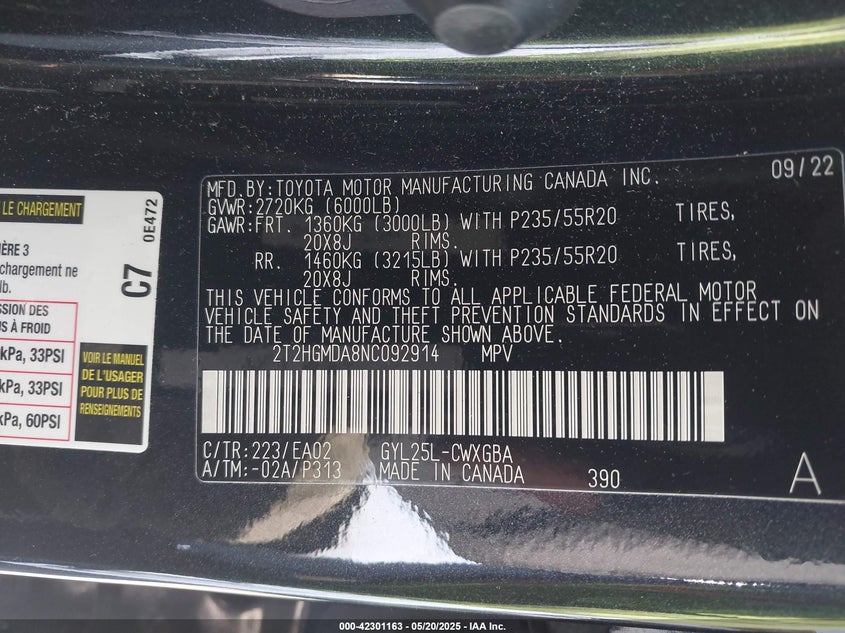 LE CHARGEMENT
IÈRE 3
chargement ne
lb.
SSION DES
US À FROID
kPa, 33PSI
kPa, 33PSI
kPa, 60PSI
C7
0E472
VOIR LE MANUEL
DE L'USAGER
POUR PLUS DE
RENSEIGNEMENTS
MFD.BY:TOYOTA MOTOR MANUFACTURING CANADA INC. 09/22
GVWR:2720KG (6000LB)
GAWR:FRT. 1360KG (3000LB) WITH P235/55R20 TIRES,
20X8J RIMS.
RR. 1460KG (3215LB) WITH P235/55R20 TIRES,
20X8J RIMS.
THIS VEHICLE CONFORMS TO ALL APPLICABLE FEDERAL MOTOR
VEHICLE SAFETY AND THEFT PREVENTION STANDARDS IN EFFECT ON
THE DATE OF MANUFACTURE SHOWN ABOVE.
2T2HGMDA8NC092914 MPV
C/TR:223/EA02 GYL25L-CWXGBA
A/TM:-02A/P313 MADE IN CANADA 390 A
000-42301163 - 05/20/2025 - IAA Inc.